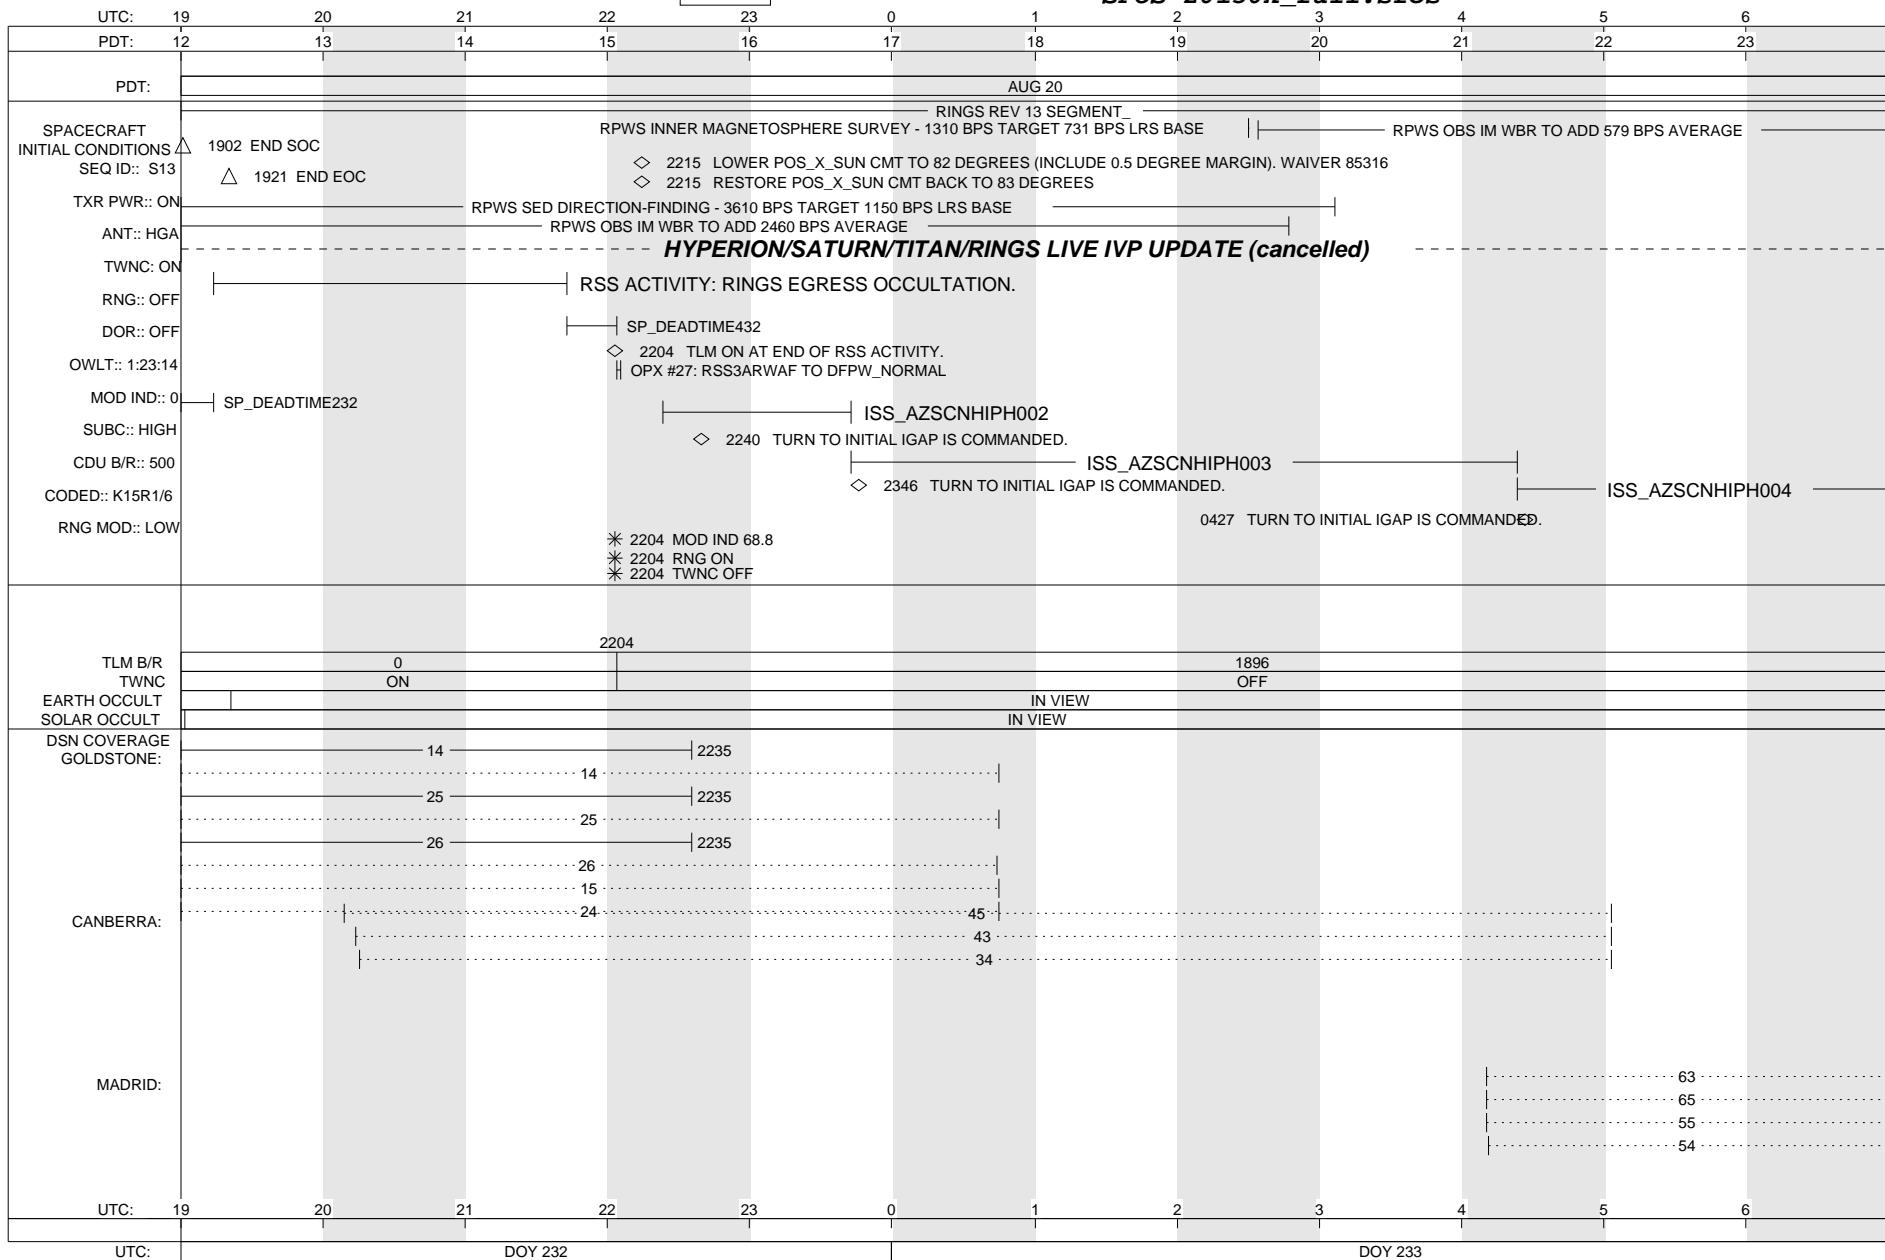 UTC: 19 20 21 22 23 0 1 2 3 4 5 6
PDT: 12 13 14 15 16 17 18 19 20 21 22 23
PDT: AUG 20
RINGS REV 13 SEGMENT_
RPWS INNER MAGNETOSPHERE SURVEY - 1310 BPS TARGET 731 BPS LRS BASE
RPWS OBS IM WBR TO ADD 579 BPS AVERAGE
SPACECRAFT
INITIAL CONDITIONS
1902 END SOC
SEQ ID:: S13
2215 LOWER POS_X_SUN CMT TO 82 DEGREES (INCLUDE 0.5 DEGREE MARGIN). WAIVER 85316
1921 END EOC
2215 RESTORE POS_X_SUN CMT BACK TO 83 DEGREES
TXR PWR:: ON
RPWS SED DIRECTION-FINDING - 3610 BPS TARGET 1150 BPS LRS BASE
RPWS OBS IM WBR TO ADD 2460 BPS AVERAGE
ANT:: HGA
HYPERION/SATURN/TITAN/RINGS LIVE IVP UPDATE (cancelled)
TWNC: ON
RSS ACTIVITY: RINGS EGRESS OCCULTATION.
RNG:: OFF
SP_DEADTIME432
DOR:: OFF
2204 TLM ON AT END OF RSS ACTIVITY.
OWLT:: 1:23:14
OPX #27: RSS3ARWAF TO DFPW_NORMAL
MOD IND:: 0
SP_DEADTIME232
ISS_AZSCNHIPH002
SUBC:: HIGH
2240 TURN TO INITIAL IGAP IS COMMANDED.
CDU B/R:: 500
ISS_AZSCNHIPH003
2346 TURN TO INITIAL IGAP IS COMMANDED.
ISS_AZSCNHIPH004
CODED:: K15R1/6
0427 TURN TO INITIAL IGAP IS COMMANDED.
RNG MOD:: LOW
2204 MOD IND 68.8
2204 RNG ON
2204 TWNC OFF
2204
TLM B/R 0 1896
TWNC ON OFF
EARTH OCCULT IN VIEW
SOLAR OCCULT IN VIEW
DSN COVERAGE
GOLDSTONE:
14 2235
14
25 2235
25
26 2235
26
15
24 45
CANBERRA:
43
34
MADRID:
63
65
55
54
UTC: 19 20 21 22 23 0 1 2 3 4 5 6
UTC: DOY 232 DOY 233